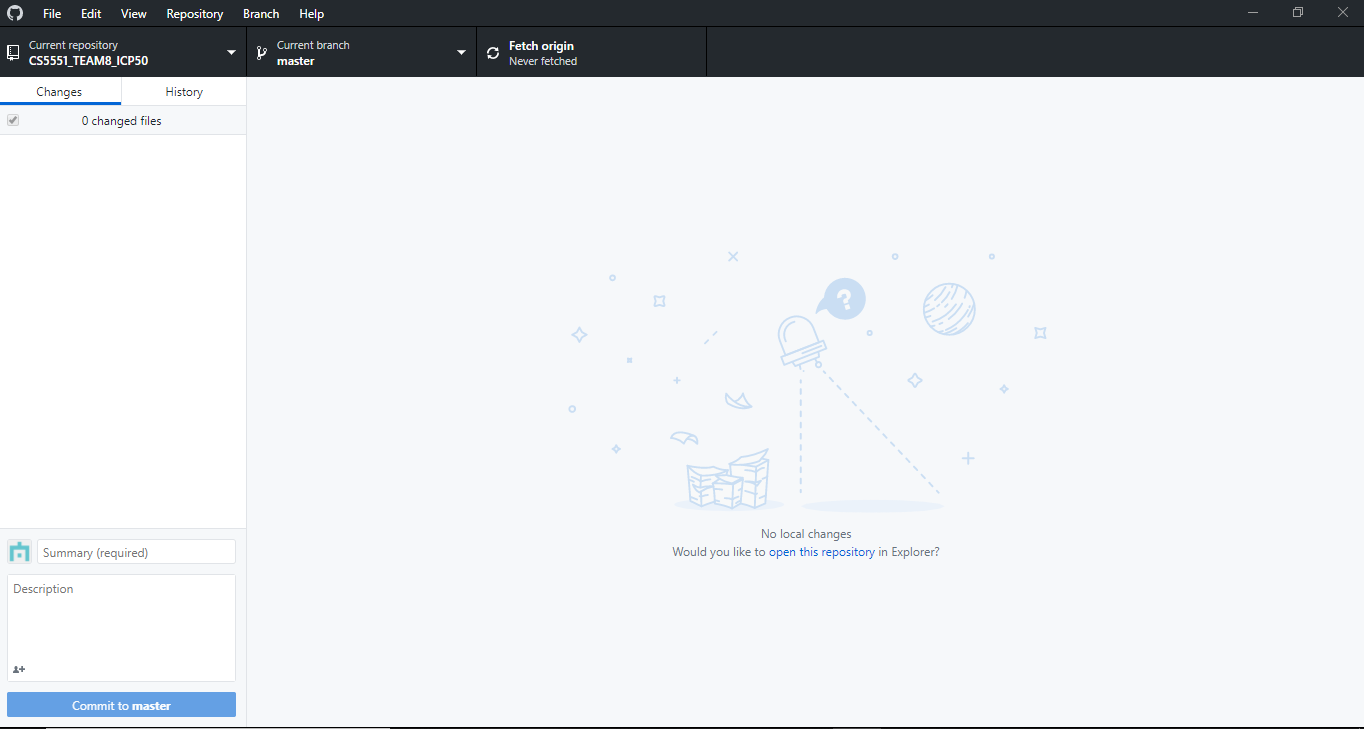 File Edit View Repository Branch Help
Current repository
CS5551_TEAM8_ICP50
Current branch
master
Fetch origin
Never fetched
Changes
History
0 changed files
?
No local changes
Would you like to open this repository in Explorer?
Summary (required)
Description
Commit to master